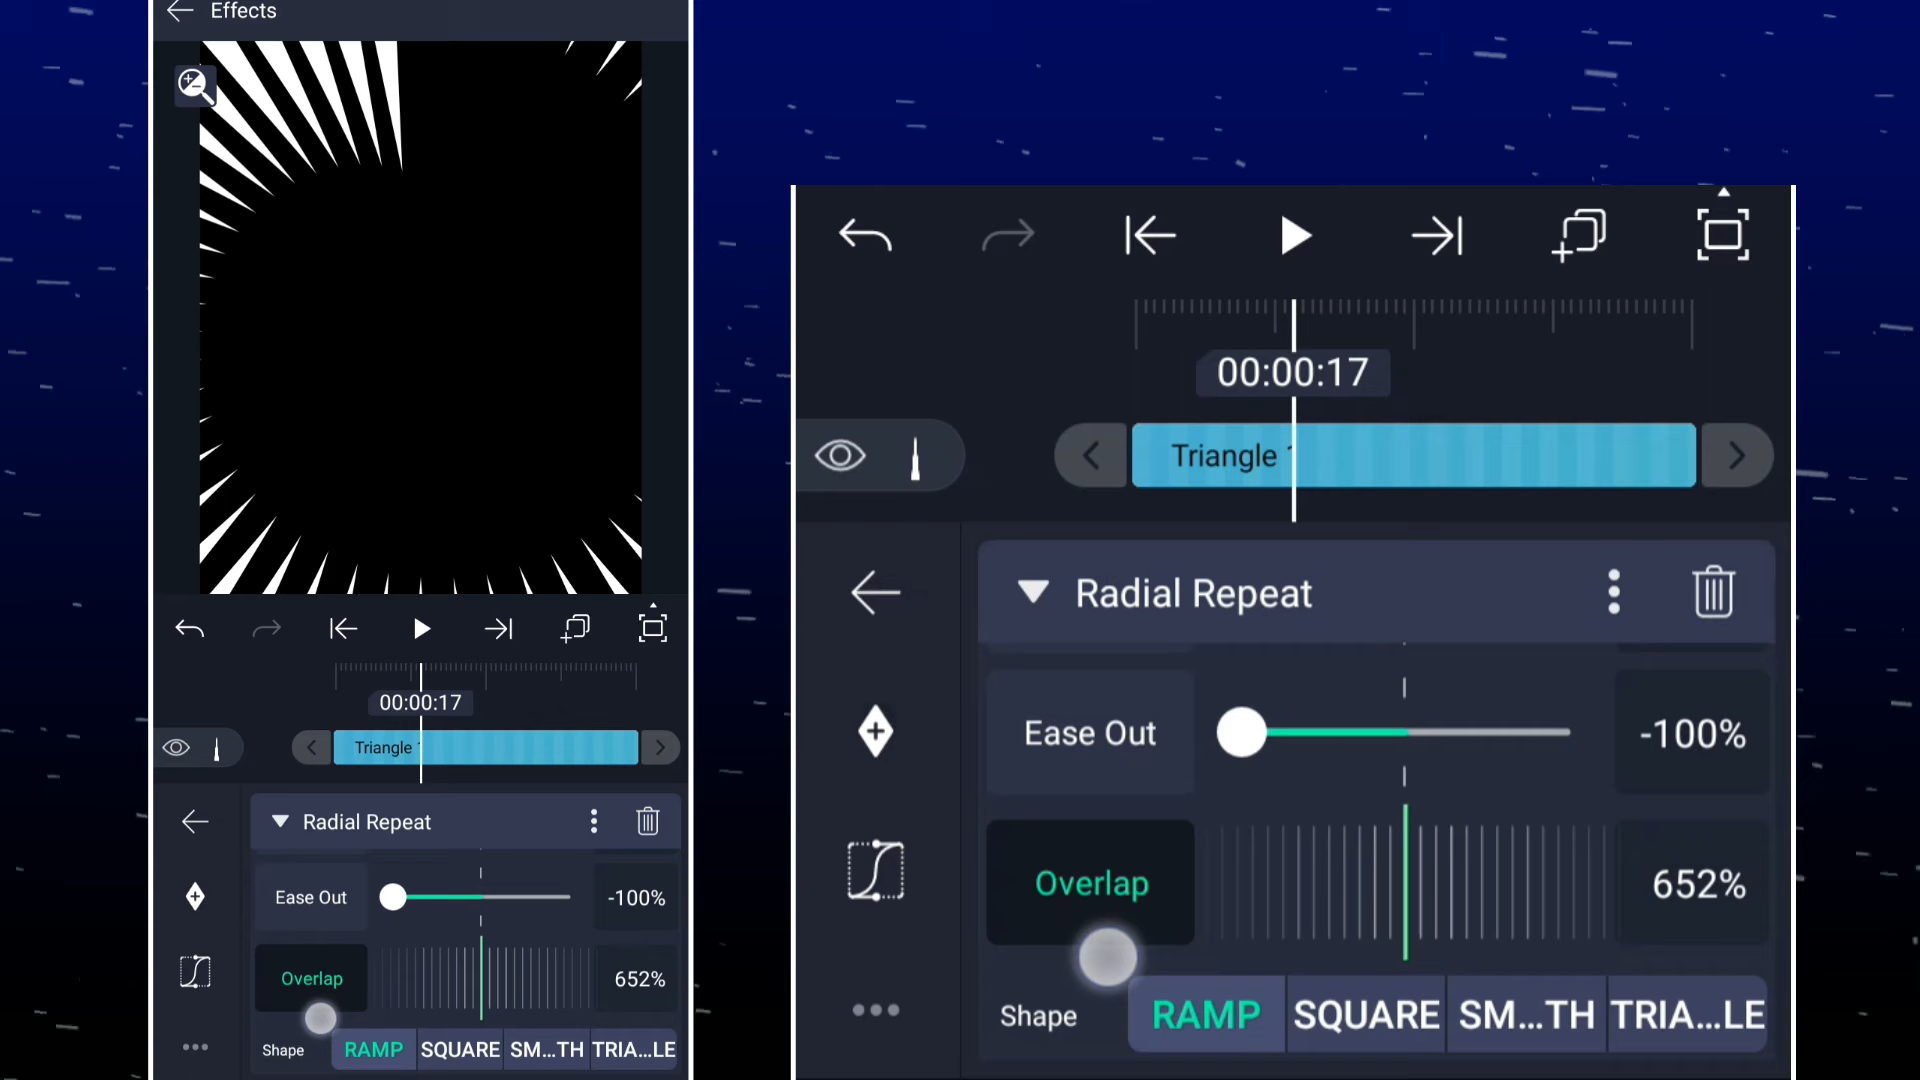 Effects
00:00:17
Triangle
Radial Repeat
Ease Out
-100%
Overlap
652%
Shape
RAMP
SQUARE
SM...TH
TRIA...LE
00:00:17
Triangle
Radial Repeat
Ease Out
-100%
Overlap
652%
Shape
RAMP
SQUARE
SM...TH
TRIA...LE